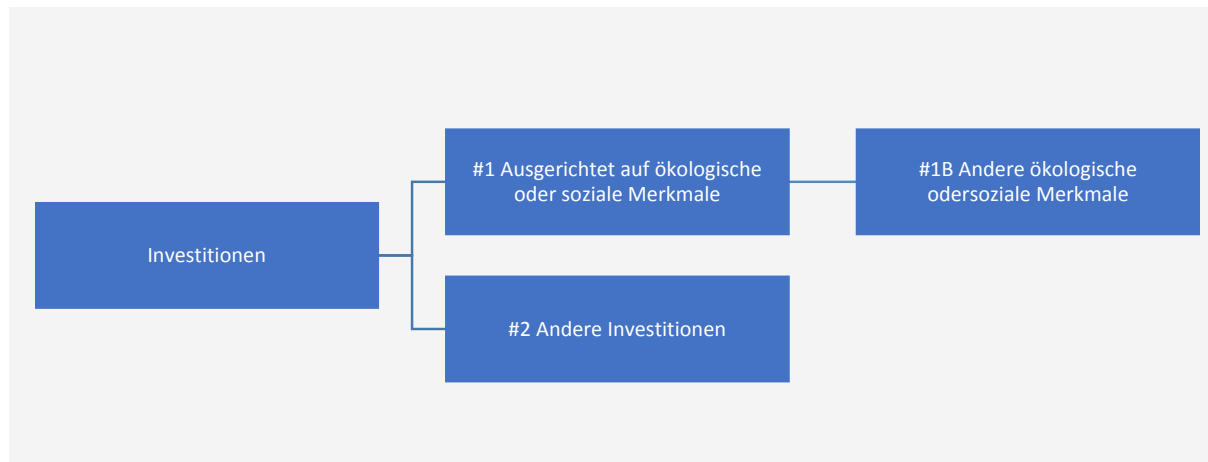 #1 Ausgerichtet auf ökologische
oder soziale Merkmale
#1B Andere ökologische
odersoziale Merkmale
Investitionen
#2 Andere Investitionen